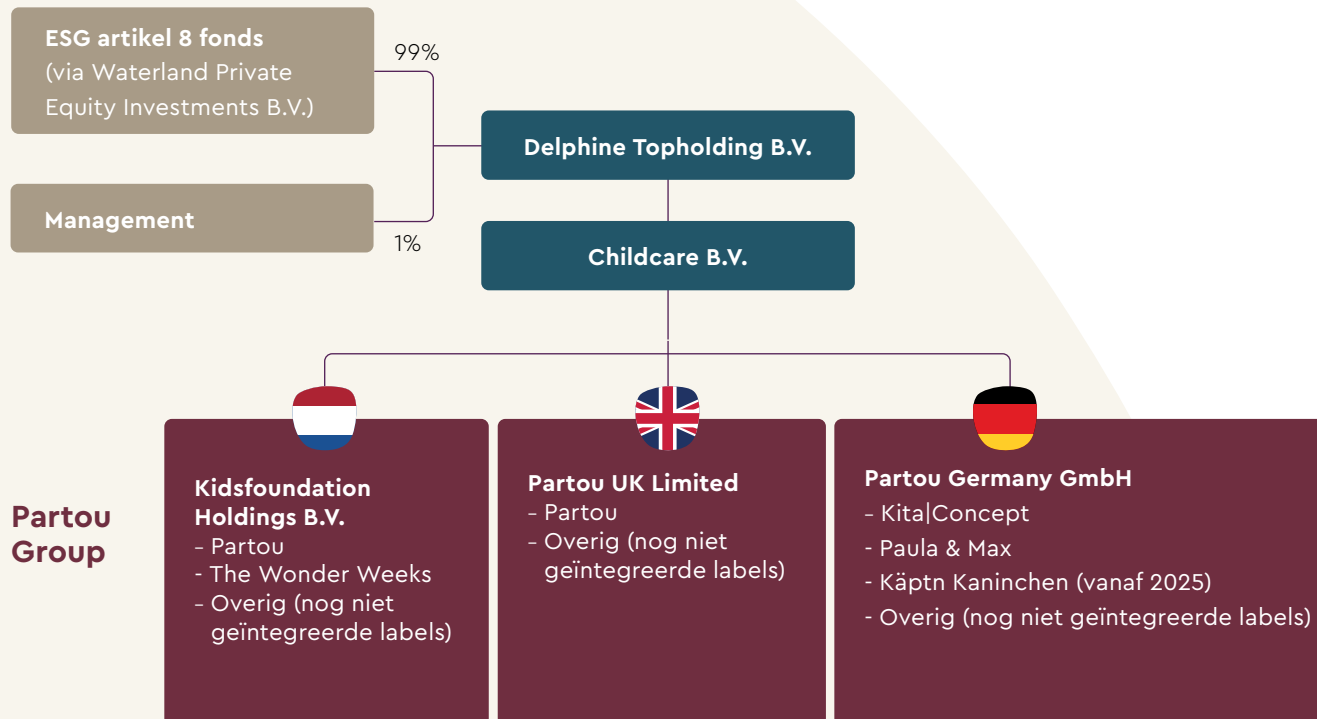 ESG artikel 8 fonds
(via Waterland Private
Equity Investments B.V.)
99%
Delphine Topholding B.V.
Management
1%
Childcare B.V.
Partou
Group
Kidsfoundation
Holdings B.V.
– Partou
- The Wonder Weeks
– Overig (nog niet
geïntegreerde labels)
Partou UK Limited
– Partou
– Overig (nog niet
geïntegreerde labels)
Partou Germany GmbH
– Kita|Concept
- Paula & Max
- Käptn Kaninchen (vanaf 2025)
- Overig (nog niet geïntegreerde labels)